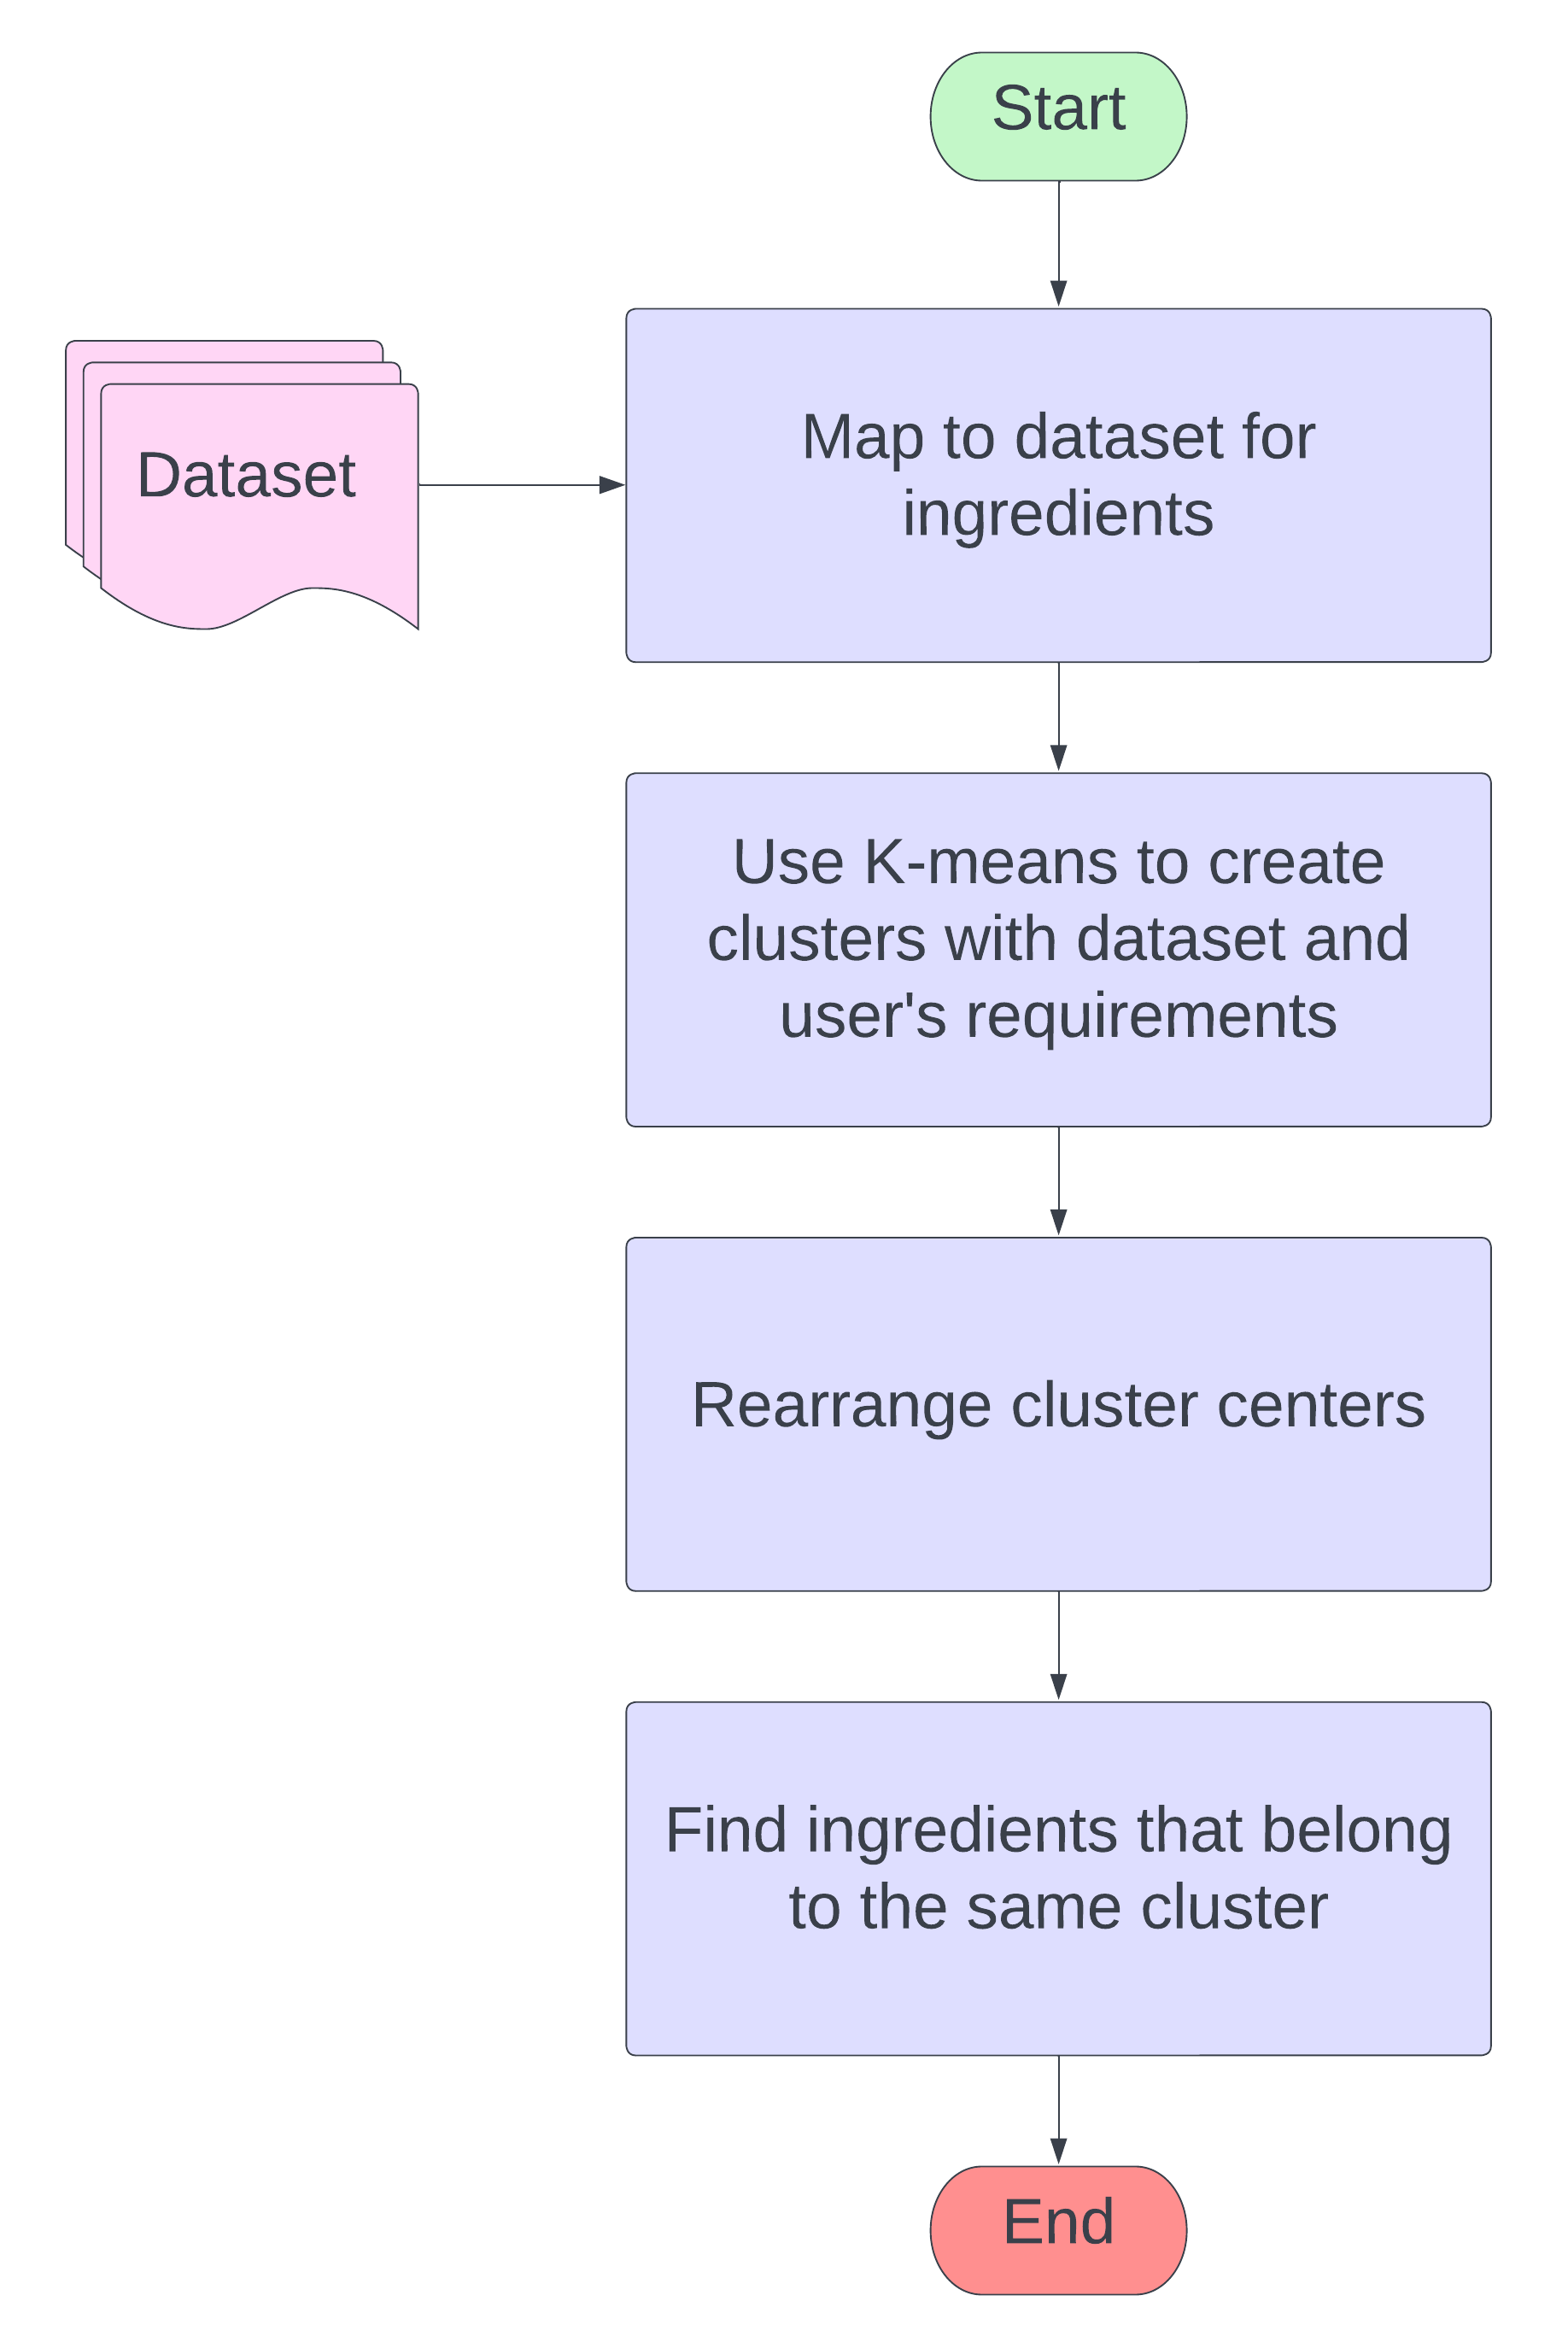 Start
Dataset
Map to dataset for
ingredients
Use K-means to create
clusters with dataset and
user's requirements
Rearrange cluster centers
Find ingredients that belong
to the same cluster
End